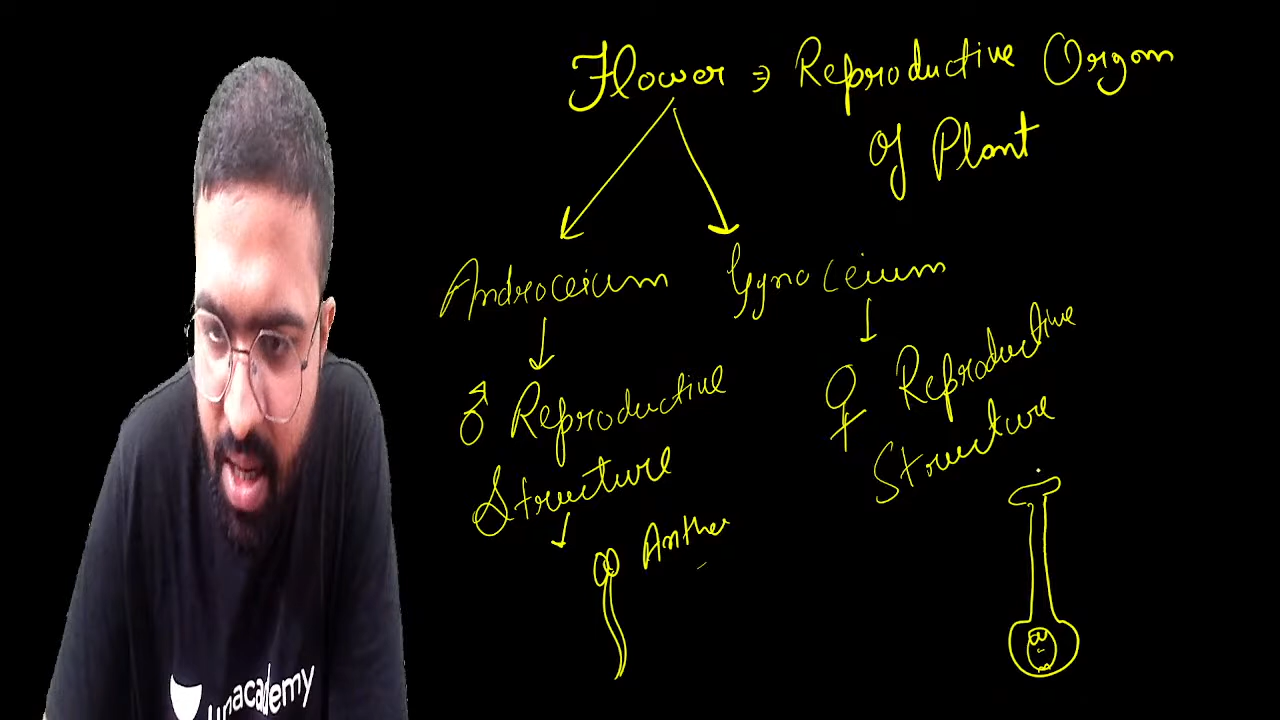 Flower ⇒ Reproductive Organ
Of Plant
Androceium Gynoceium
♂ Reproductive
Structure
♀ Reproductive
Structure
Anther
unacademy